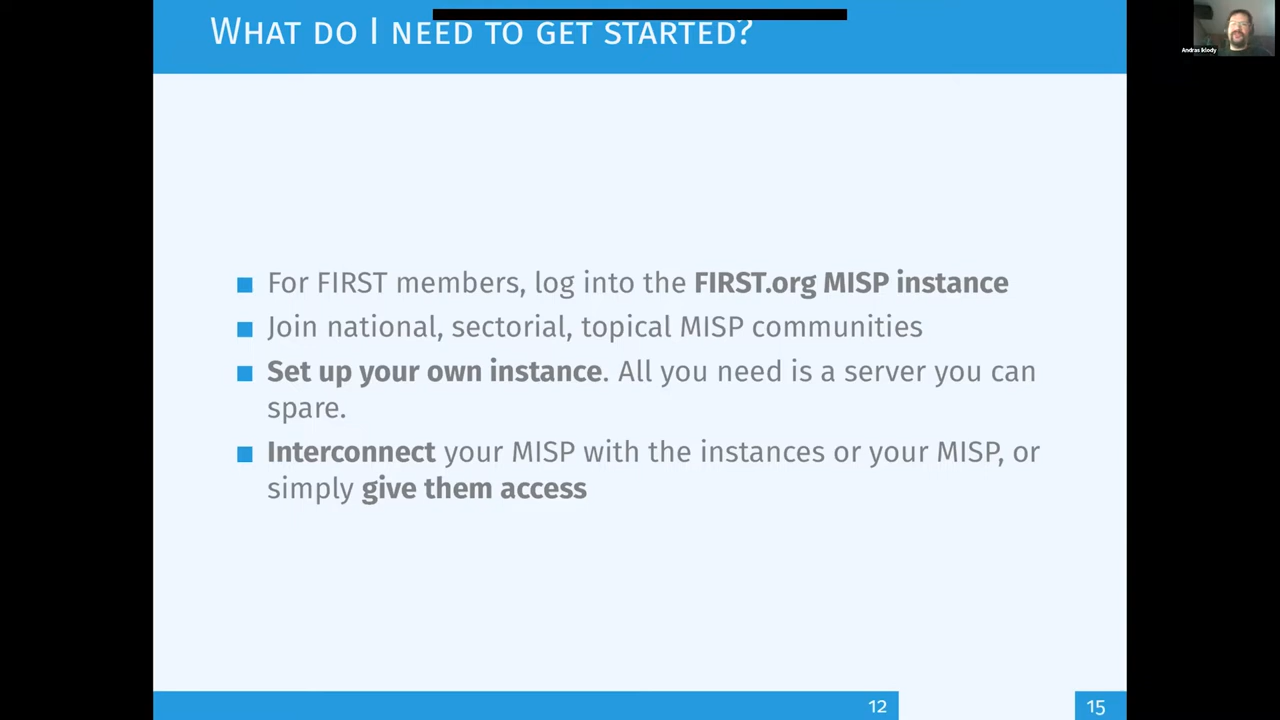 WHAT DO I NEED TO GET STARTED?
Andras Iklody
For FIRST members, log into the FIRST.org MISP instance
Join national, sectorial, topical MISP communities
Set up your own instance. All you need is a server you can
spare.
Interconnect your MISP with the instances or your MISP, or
simply give them access
12
15